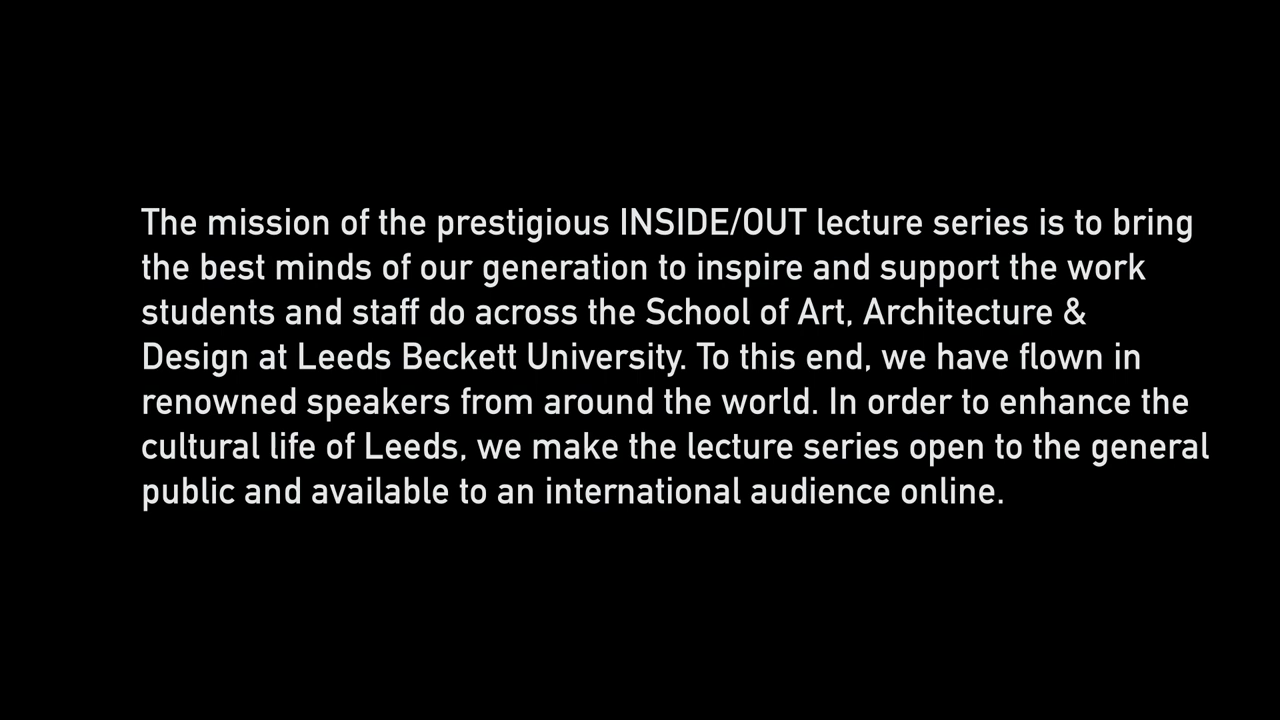 The mission of the prestigious INSIDE/OUT lecture series is to bring
the best minds of our generation to inspire and support the work
students and staff do across the School of Art, Architecture &
Design at Leeds Beckett University. To this end, we have flown in
renowned speakers from around the world. In order to enhance the
cultural life of Leeds, we make the lecture series open to the general
public and available to an international audience online.